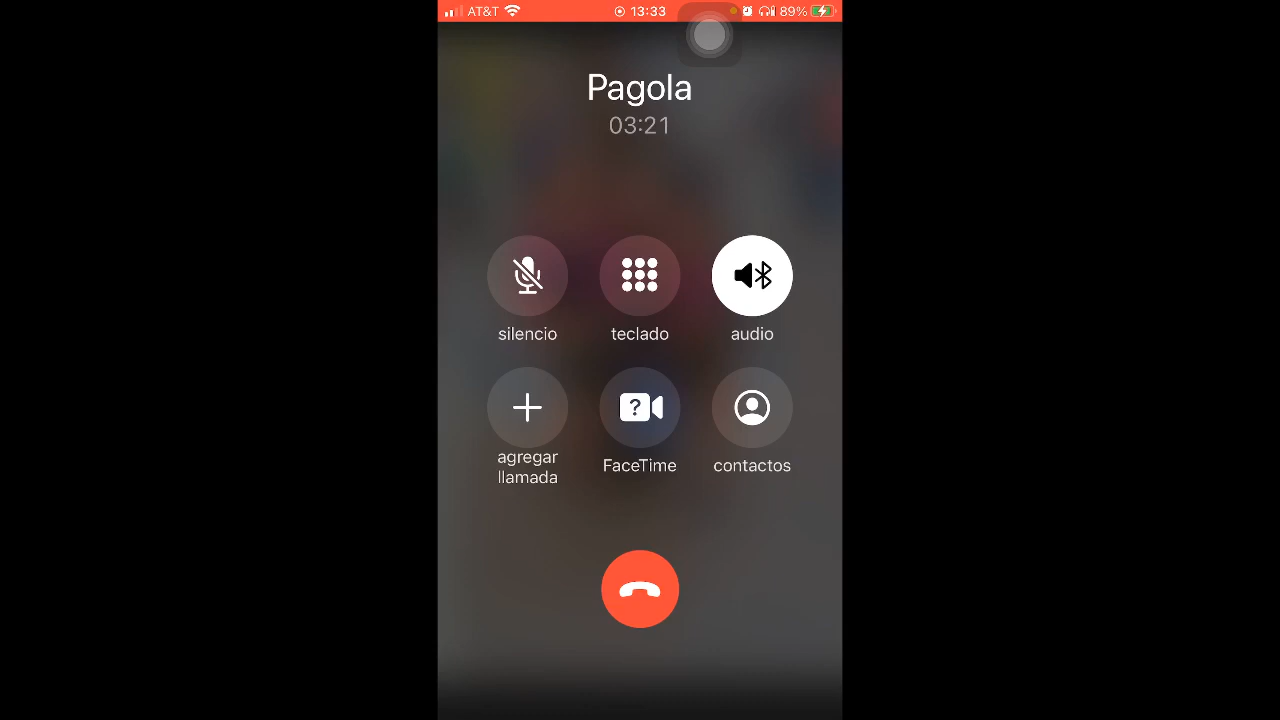 AT&T 13:33 89%
Pagola
03:21
silencio teclado audio
agregar llamada FaceTime contactos